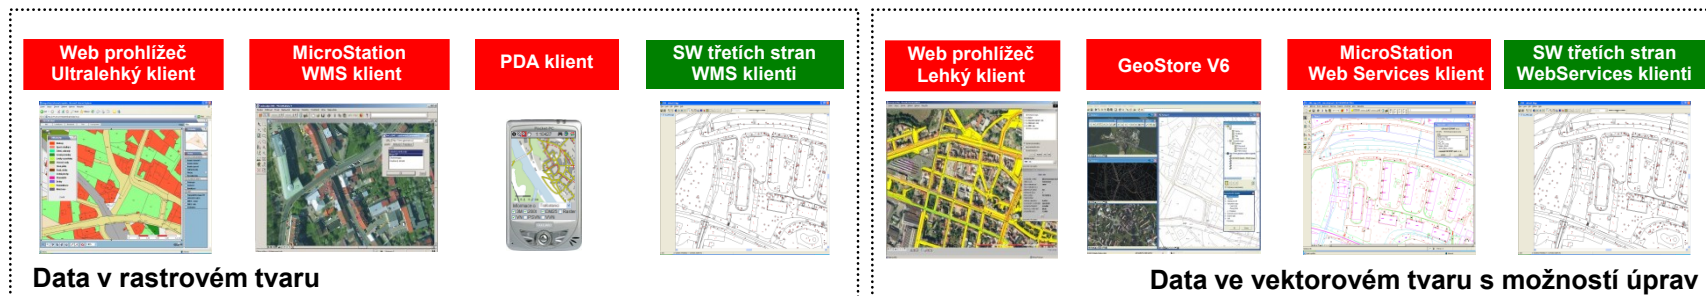 Web prohlížeč
Ultralehký klient
MicroStation
WMS klient
PDA klient
SW třetích stran
WMS klienti
Data v rastrovém tvaru
Web prohlížeč
Lehký klient
GeoStore V6
MicroStation
Web Services klient
SW třetích stran
WebServices klienti
Data ve vektorovém tvaru s možností úprav